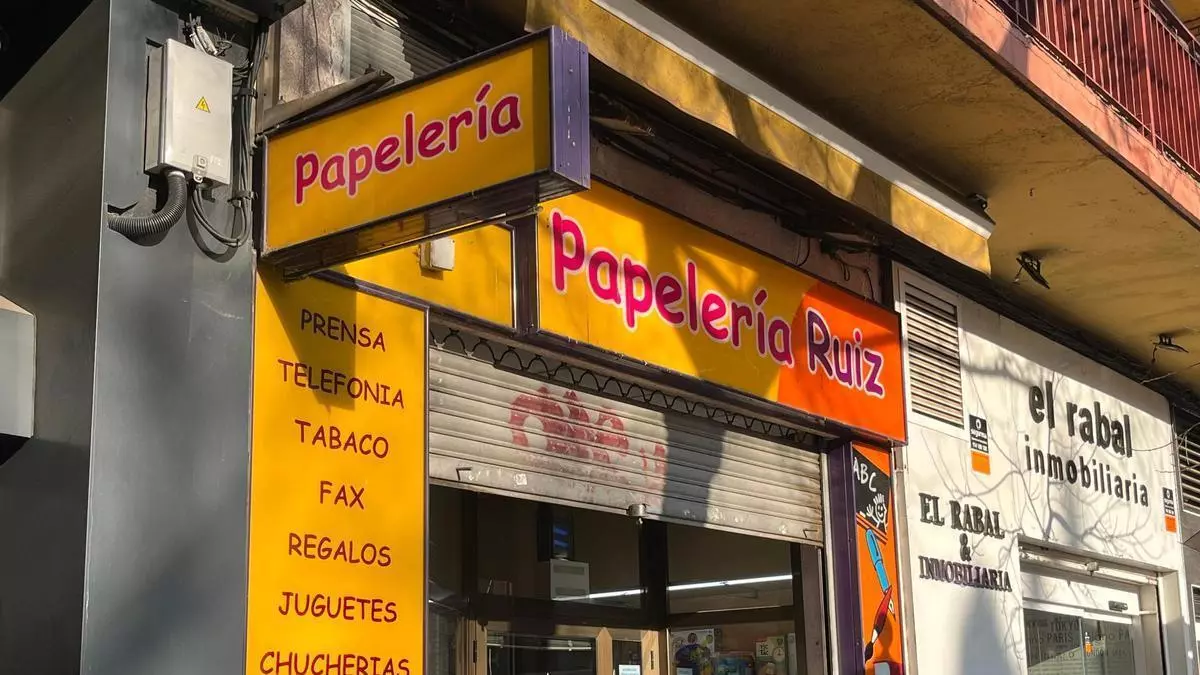 Papelería
Papelería Ruiz
PRENSA
TELEFONIA
TABACO
FAX
REGALOS
JUGUETES
CHUCHERIAS
ABC
el rabal
inmobiliaria
EL RABAL
&
INMOBILIARIA